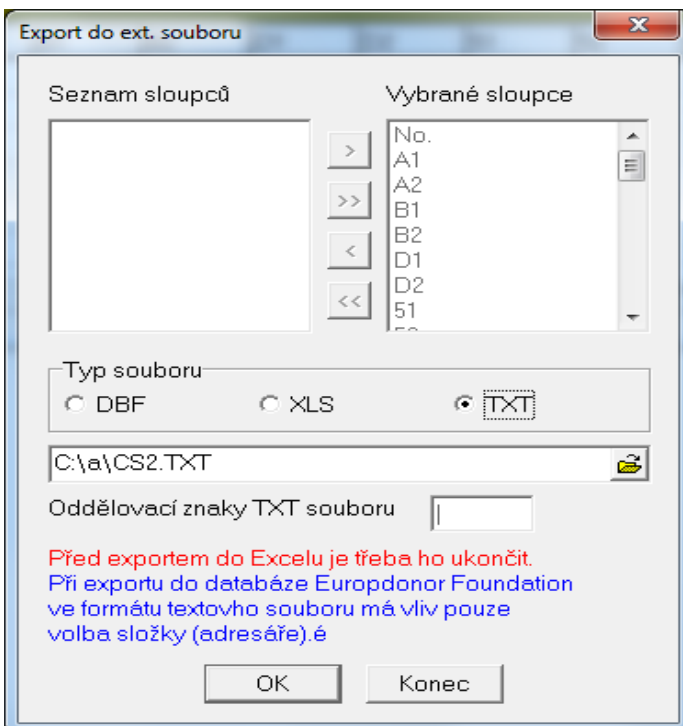 Export do ext. souboru
Seznam sloupců
Vybrané sloupce
No.
A1
A2
B1
B2
D1
D2
51
>
>>
<
<<
Typ souboru
DBF
XLS
TXT
C:\a\CS2.TXT
Oddělovací znaky TXT souboru
Před exportem do Excelu je třeba ho ukončit.
Při exportu do databáze Europdonor Foundation
ve formátu textovho souboru má vliv pouze
volba složky (adresáře).é
OK
Konec